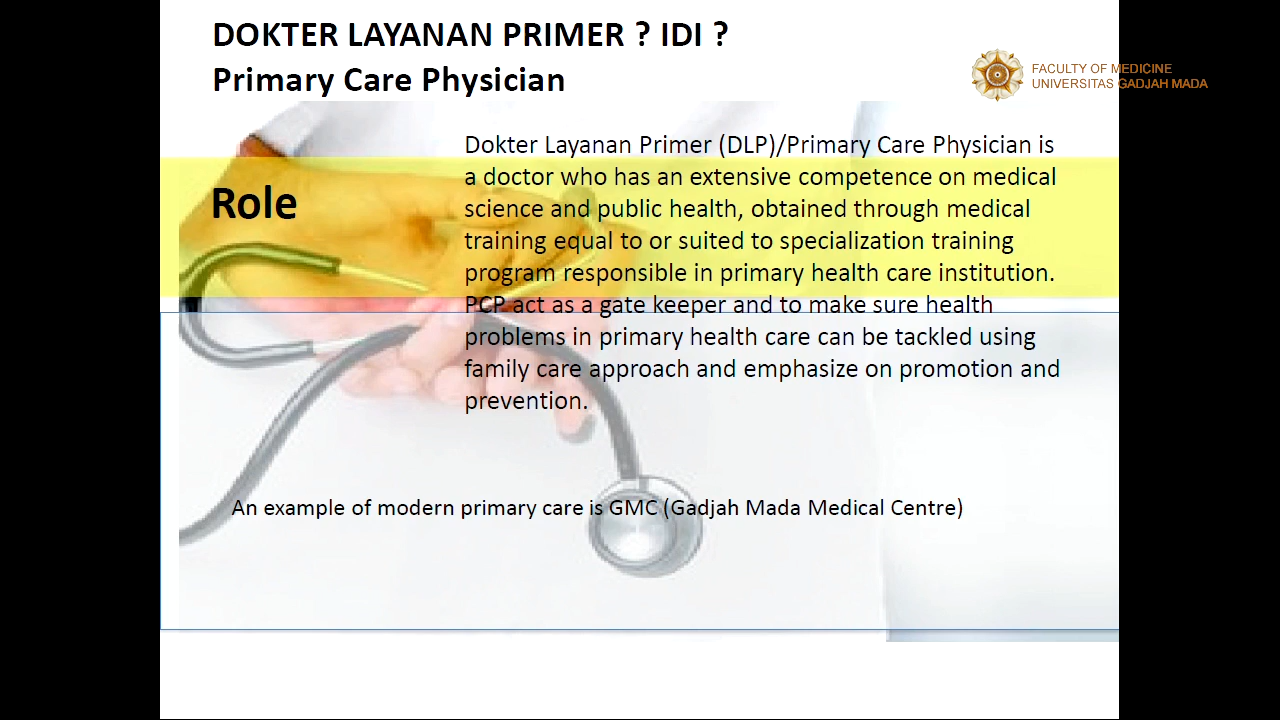 DOKTER LAYANAN PRIMER ? IDI ?
Primary Care Physician
FACULTY OF MEDICINE
UNIVERSITAS GADJAH MADA
Role
Dokter Layanan Primer (DLP)/Primary Care Physician is
a doctor who has an extensive competence on medical
science and public health, obtained through medical
training equal to or suited to specialization training
program responsible in primary health care institution.
PCP act as a gate keeper and to make sure health
problems in primary health care can be tackled using
family care approach and emphasize on promotion and
prevention.
An example of modern primary care is GMC (Gadjah Mada Medical Centre)